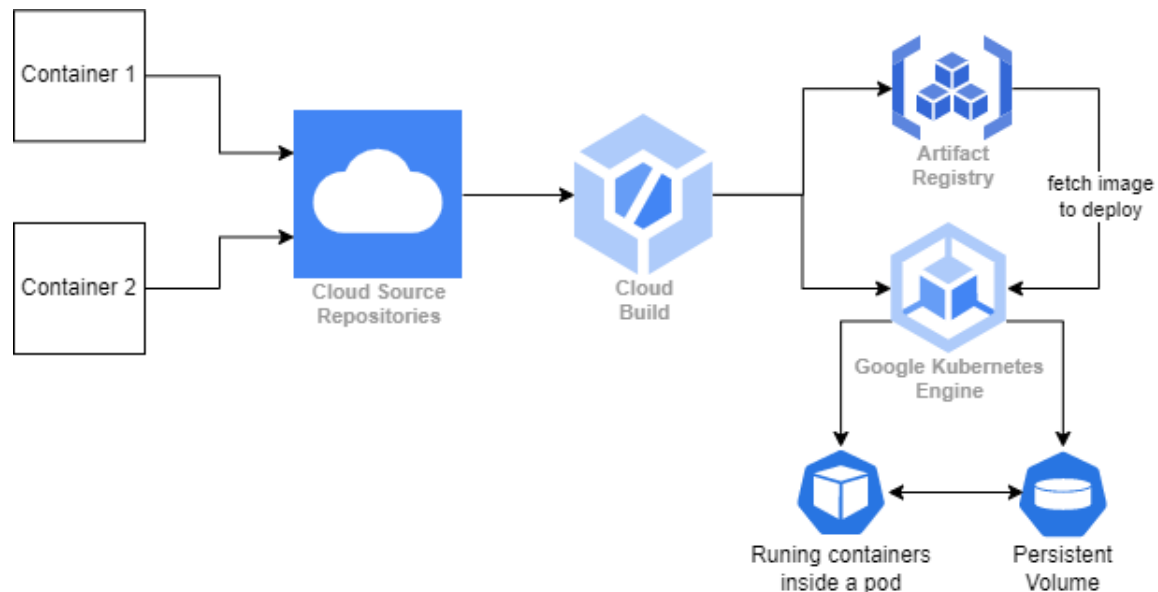 Container 1
Container 2
Cloud Source
Repositories
Cloud
Build
Artifact
Registry
fetch image
to deploy
Google Kubernetes
Engine
Runing containers
inside a pod
Persistent
Volume